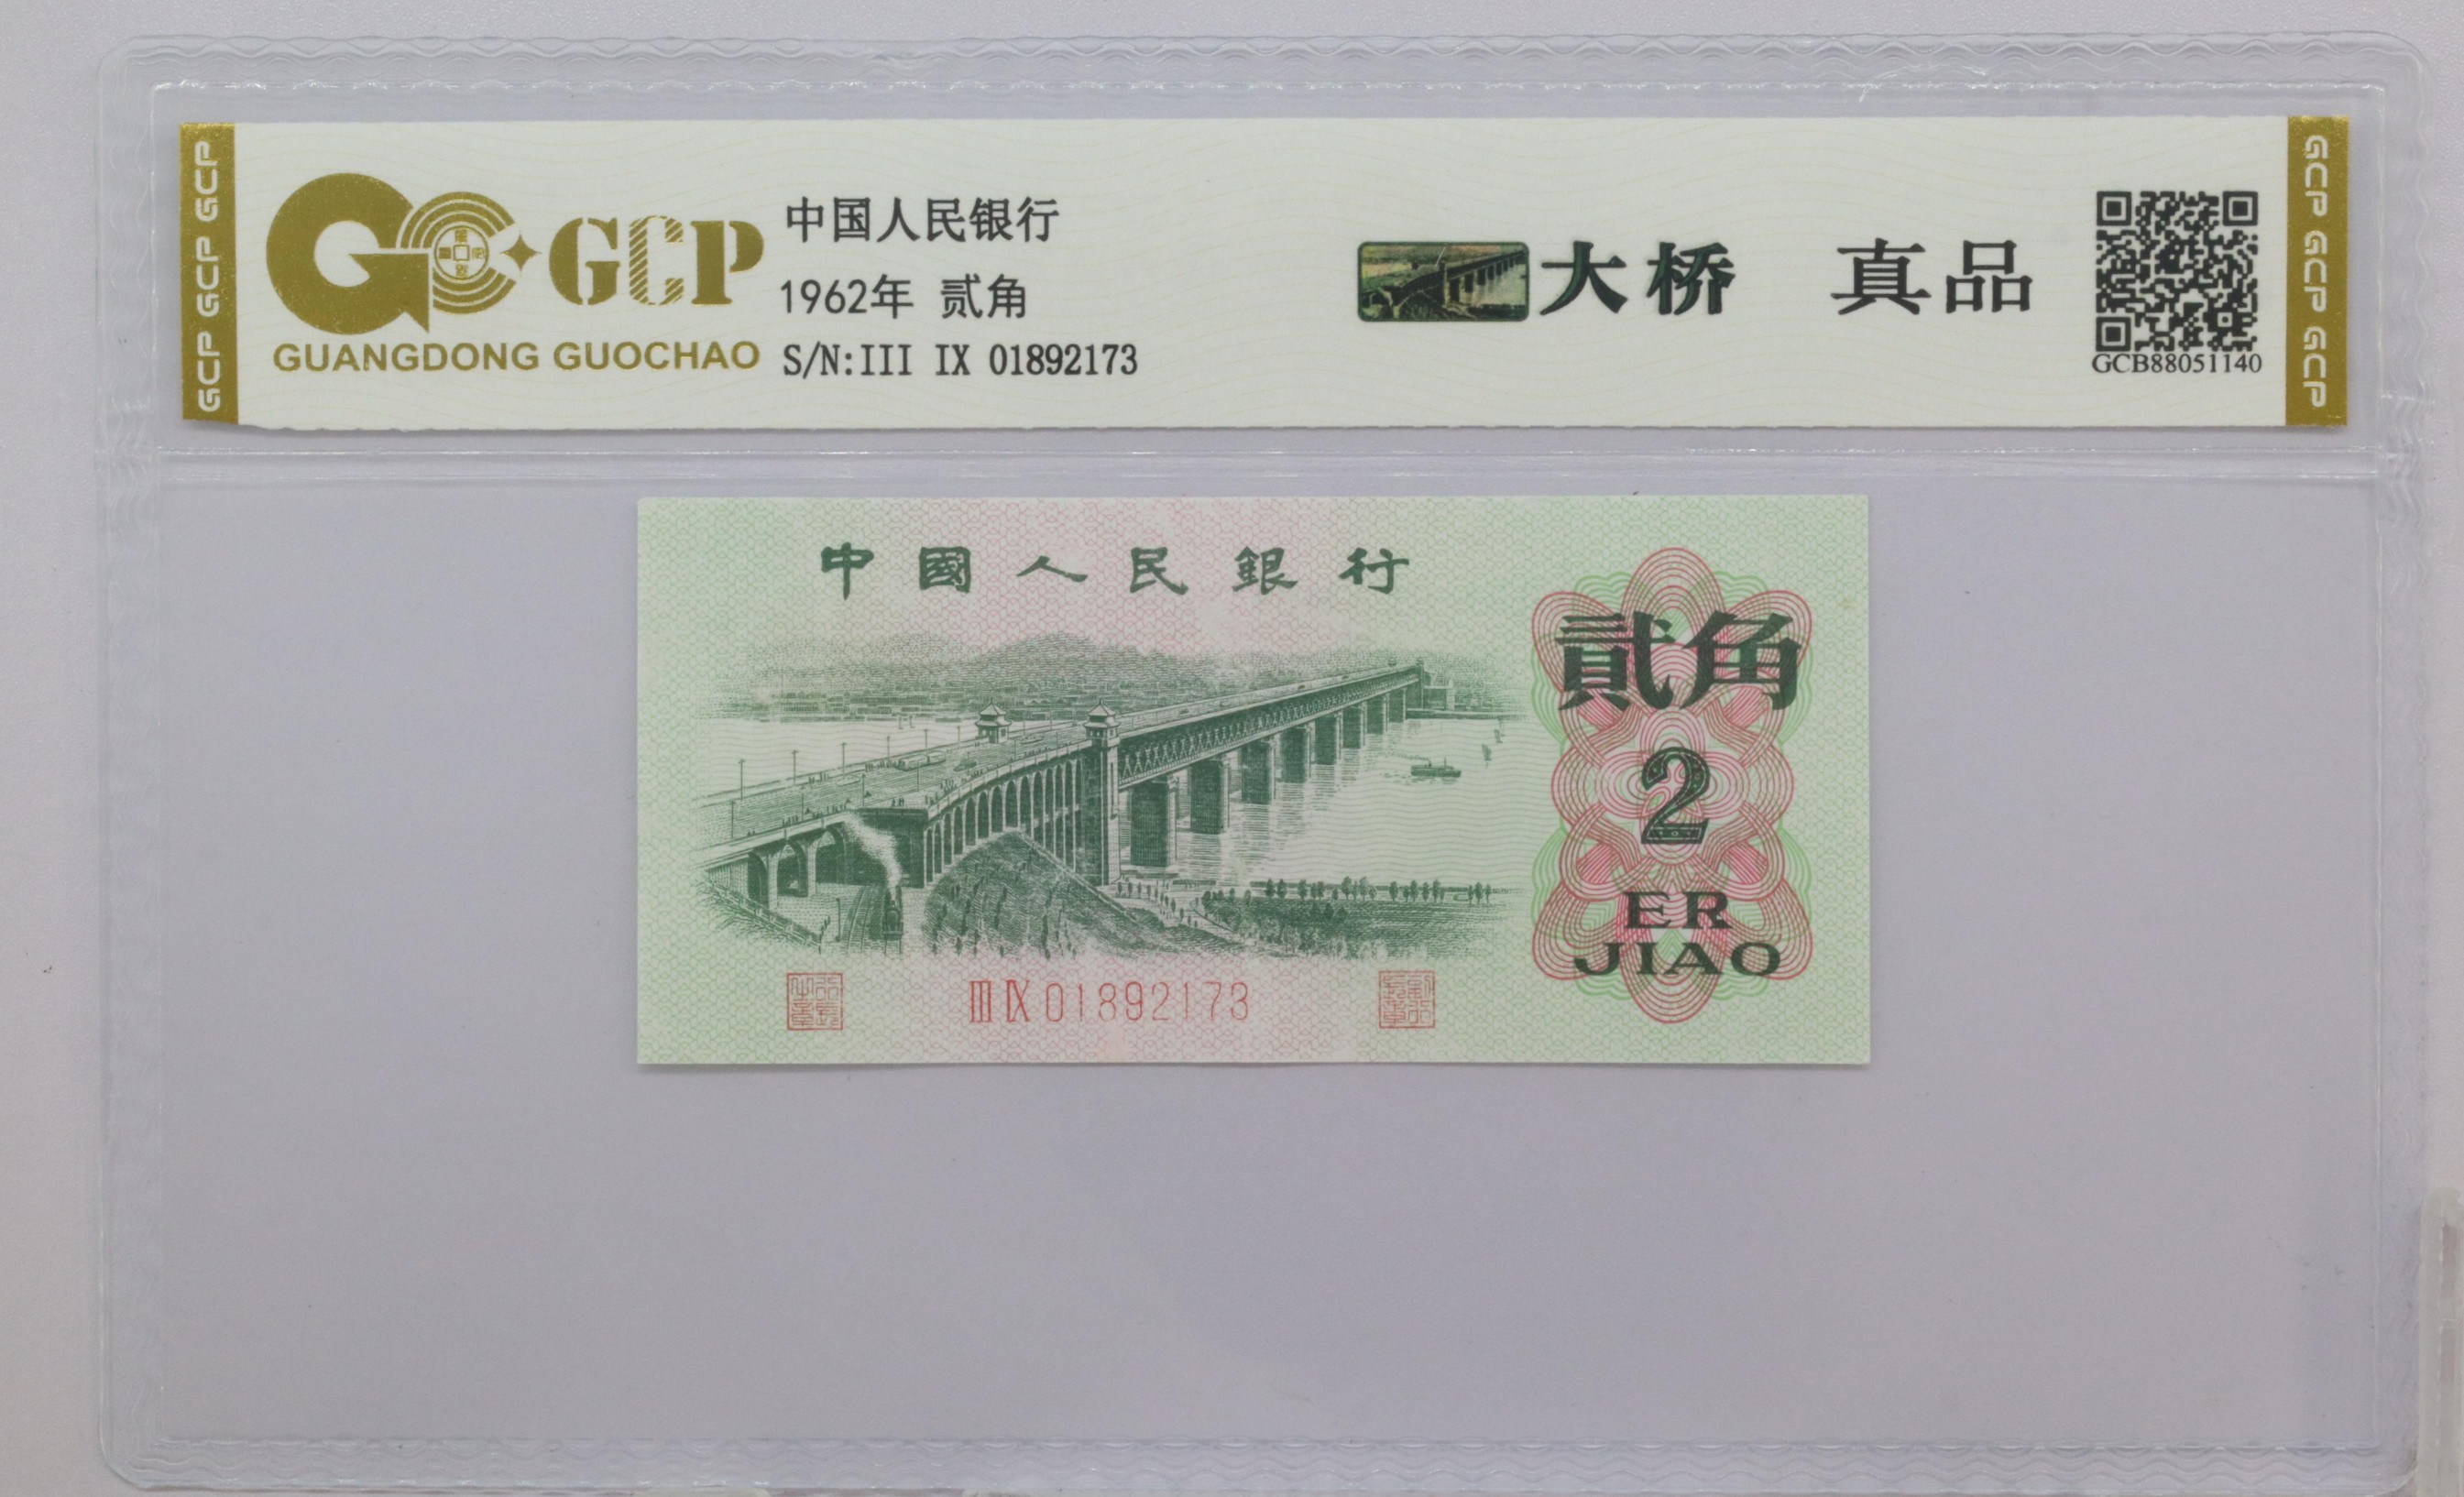 GCP GCP GCP
GCP
GUANGDONG GUOCHAO
中国人民银行
1962年 贰角
S/N:III IX 01892173
大桥 真品
GCB88051140
GCP GCP GCP
中國人民銀行
貳角
2
ER
JIAO
III IX 01892173